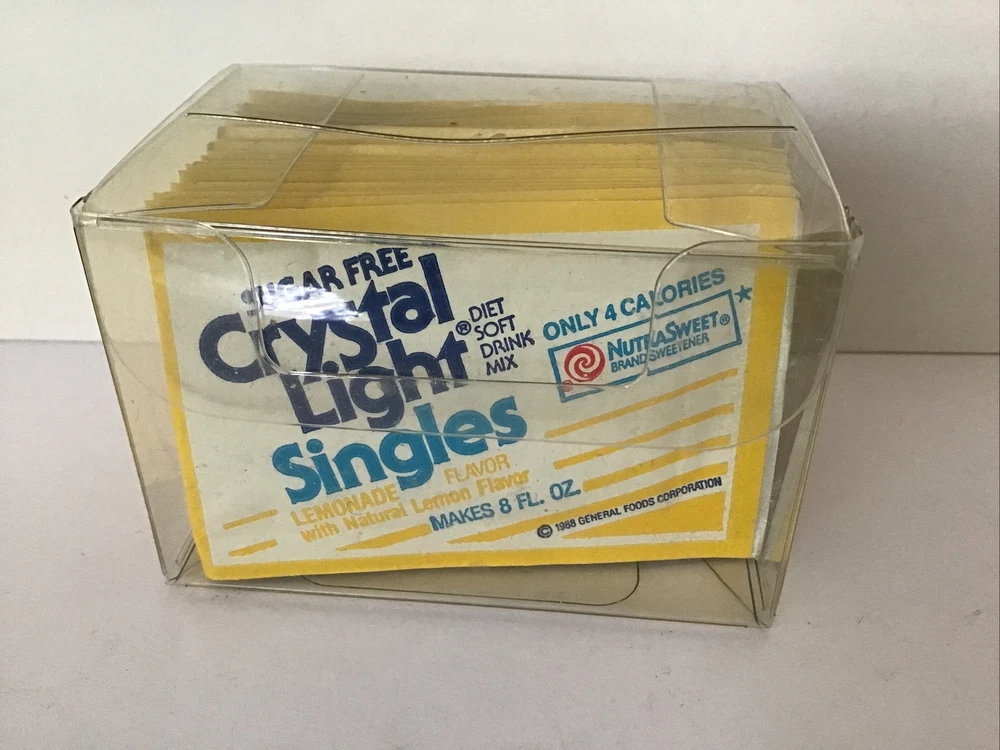 SUGAR FREE
Crystal
Light®
DIET
SOFT
DRINK
MIX
Singles
ONLY 4 CALORIES*
NUTRASWEET®
BRAND SWEETENER
LEMONADE FLAVOR
with Natural Lemon Flavor
MAKES 8 FL. OZ.
© 1988 GENERAL FOODS CORPORATION